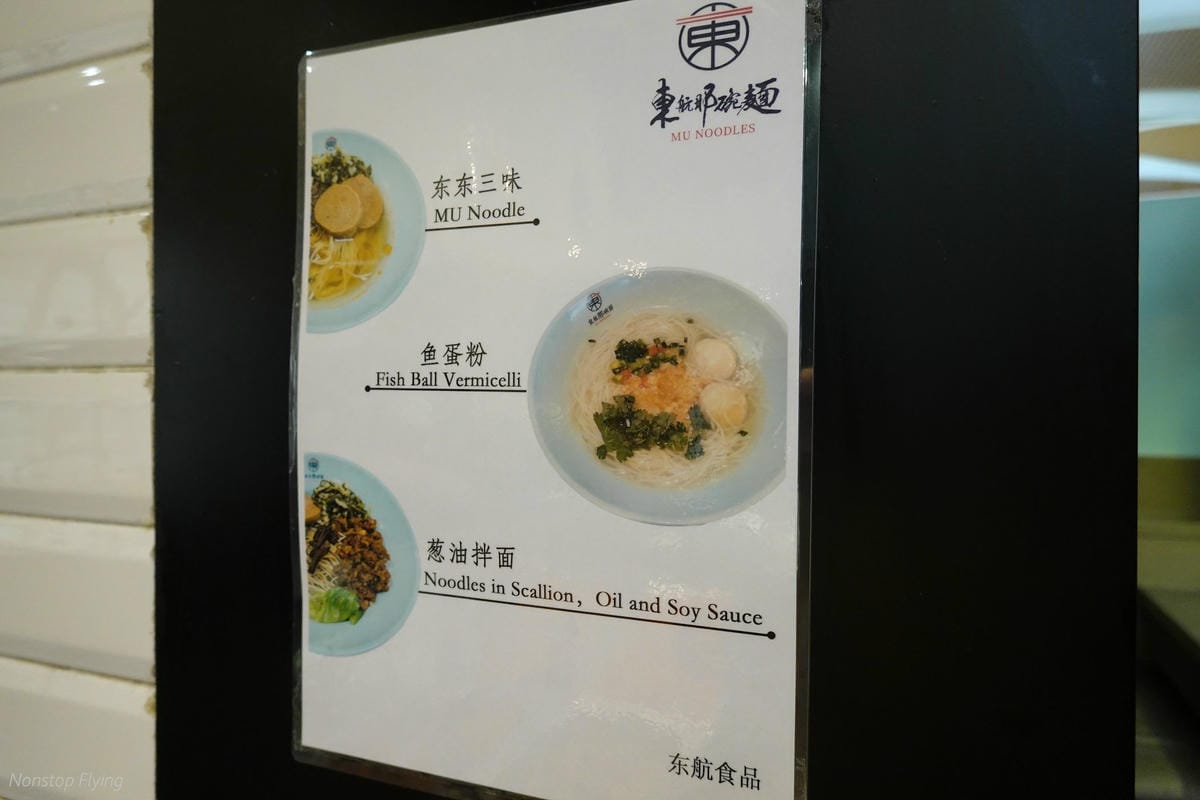 東
東航那碗麵
MU NOODLES
东东三味
MU Noodle
鱼蛋粉
Fish Ball Vermicelli
葱油拌面
Noodles in Scallion，Oil and Soy Sauce
东航食品
Nonstop Flying